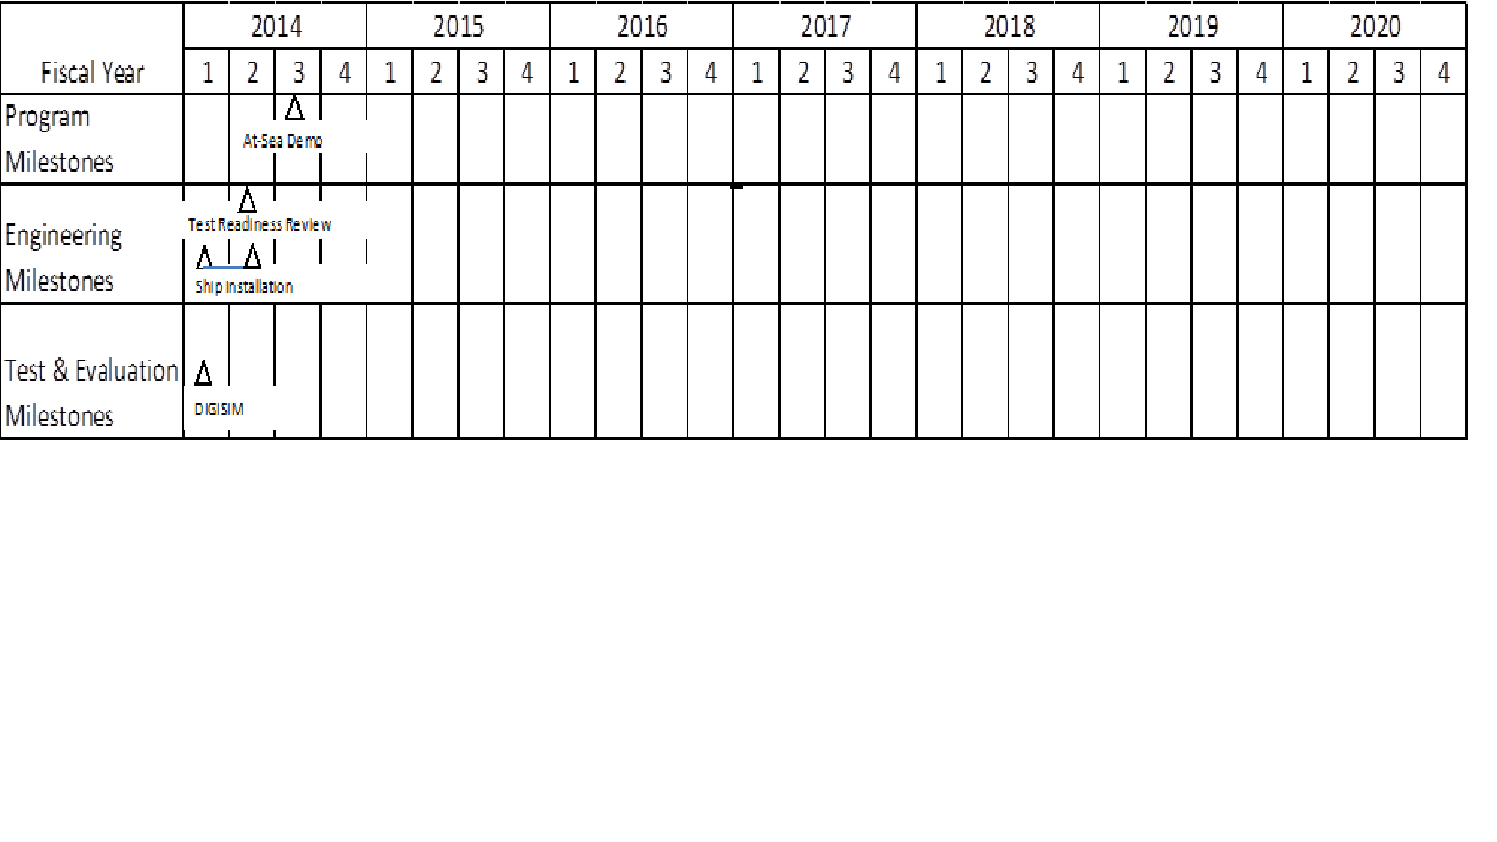 2014 2015 2016 2017 2018 2019 2020
Fiscal Year 1 2 3 4 1 2 3 4 1 2 3 4 1 2 3 4 1 2 3 4 1 2 3 4 1 2 3 4
Program
Milestones
At-Sea Demo
Engineering
Milestones
Test Readiness Review
Ship Installation
Test & Evaluation
Milestones
DIGISIM